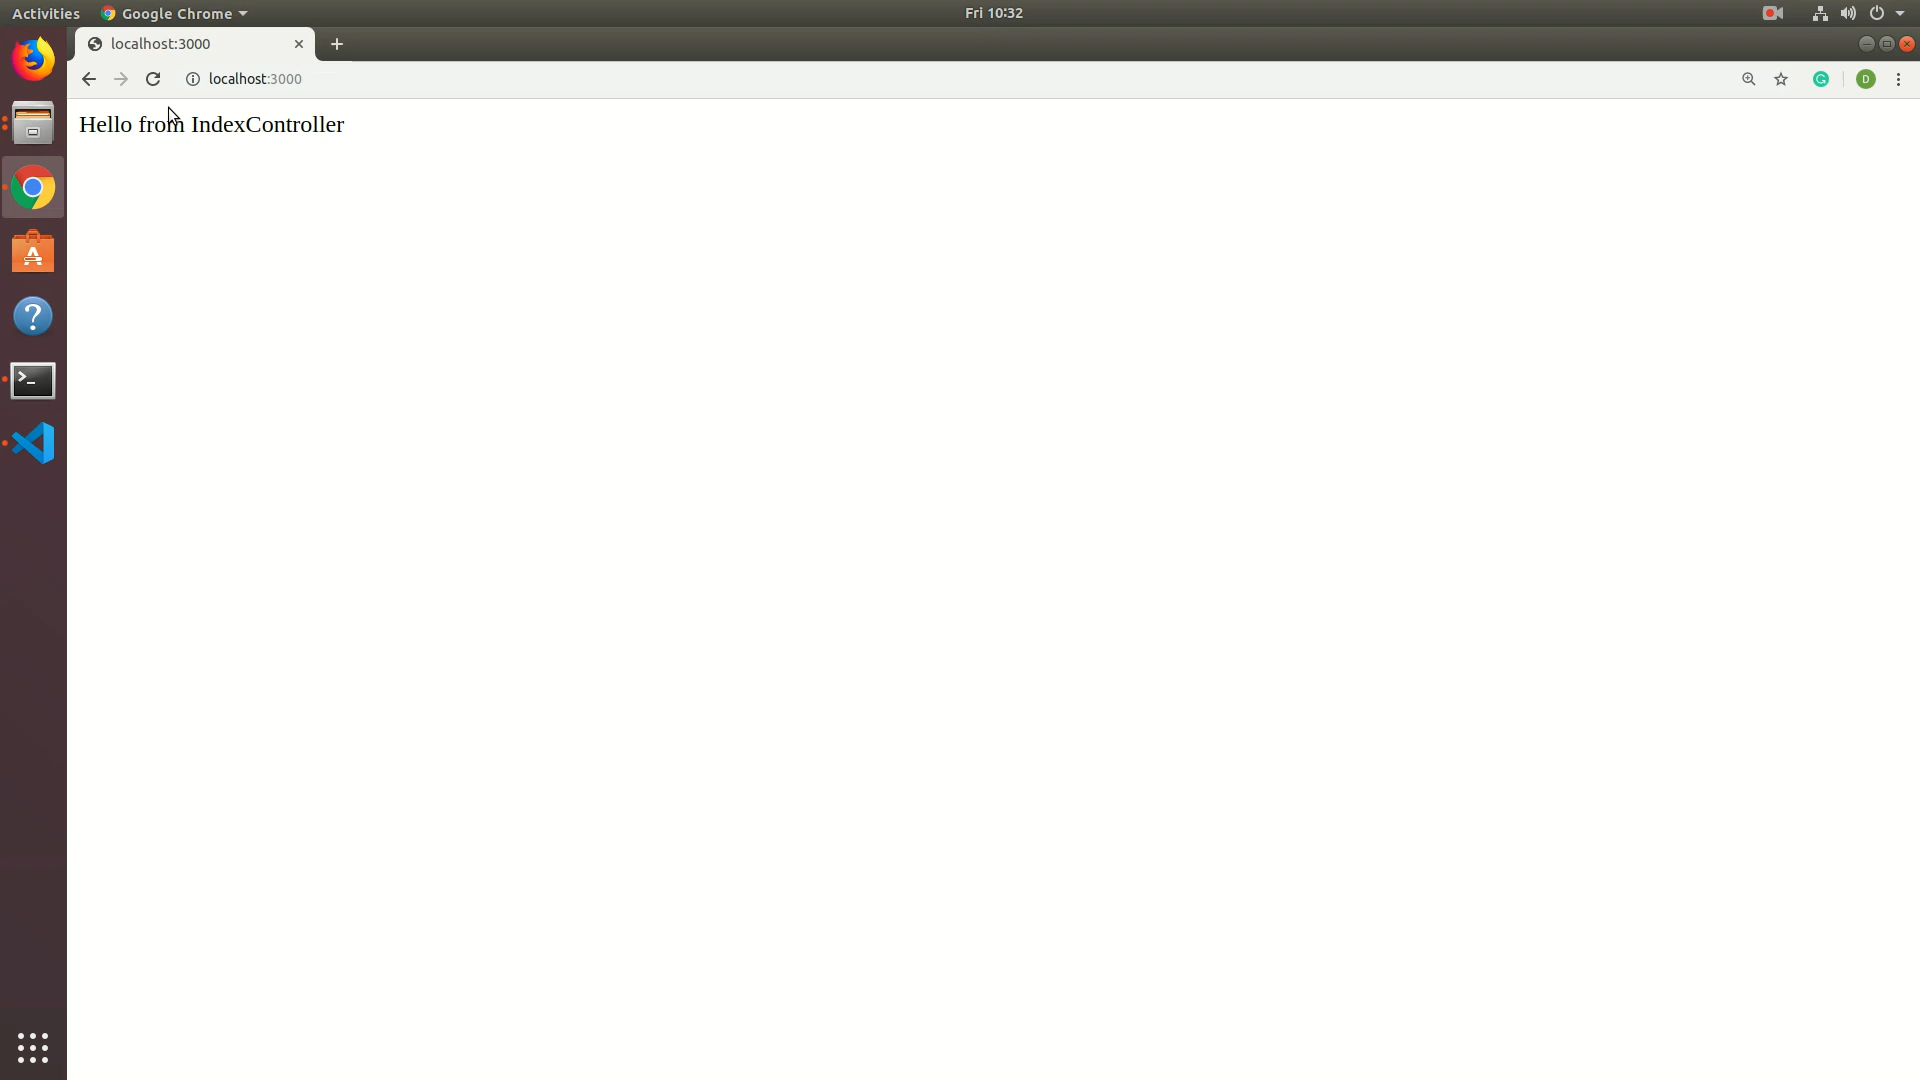 Activities
Google Chrome
Fri 10:32
localhost:3000
localhost:3000
D
Hello from IndexController